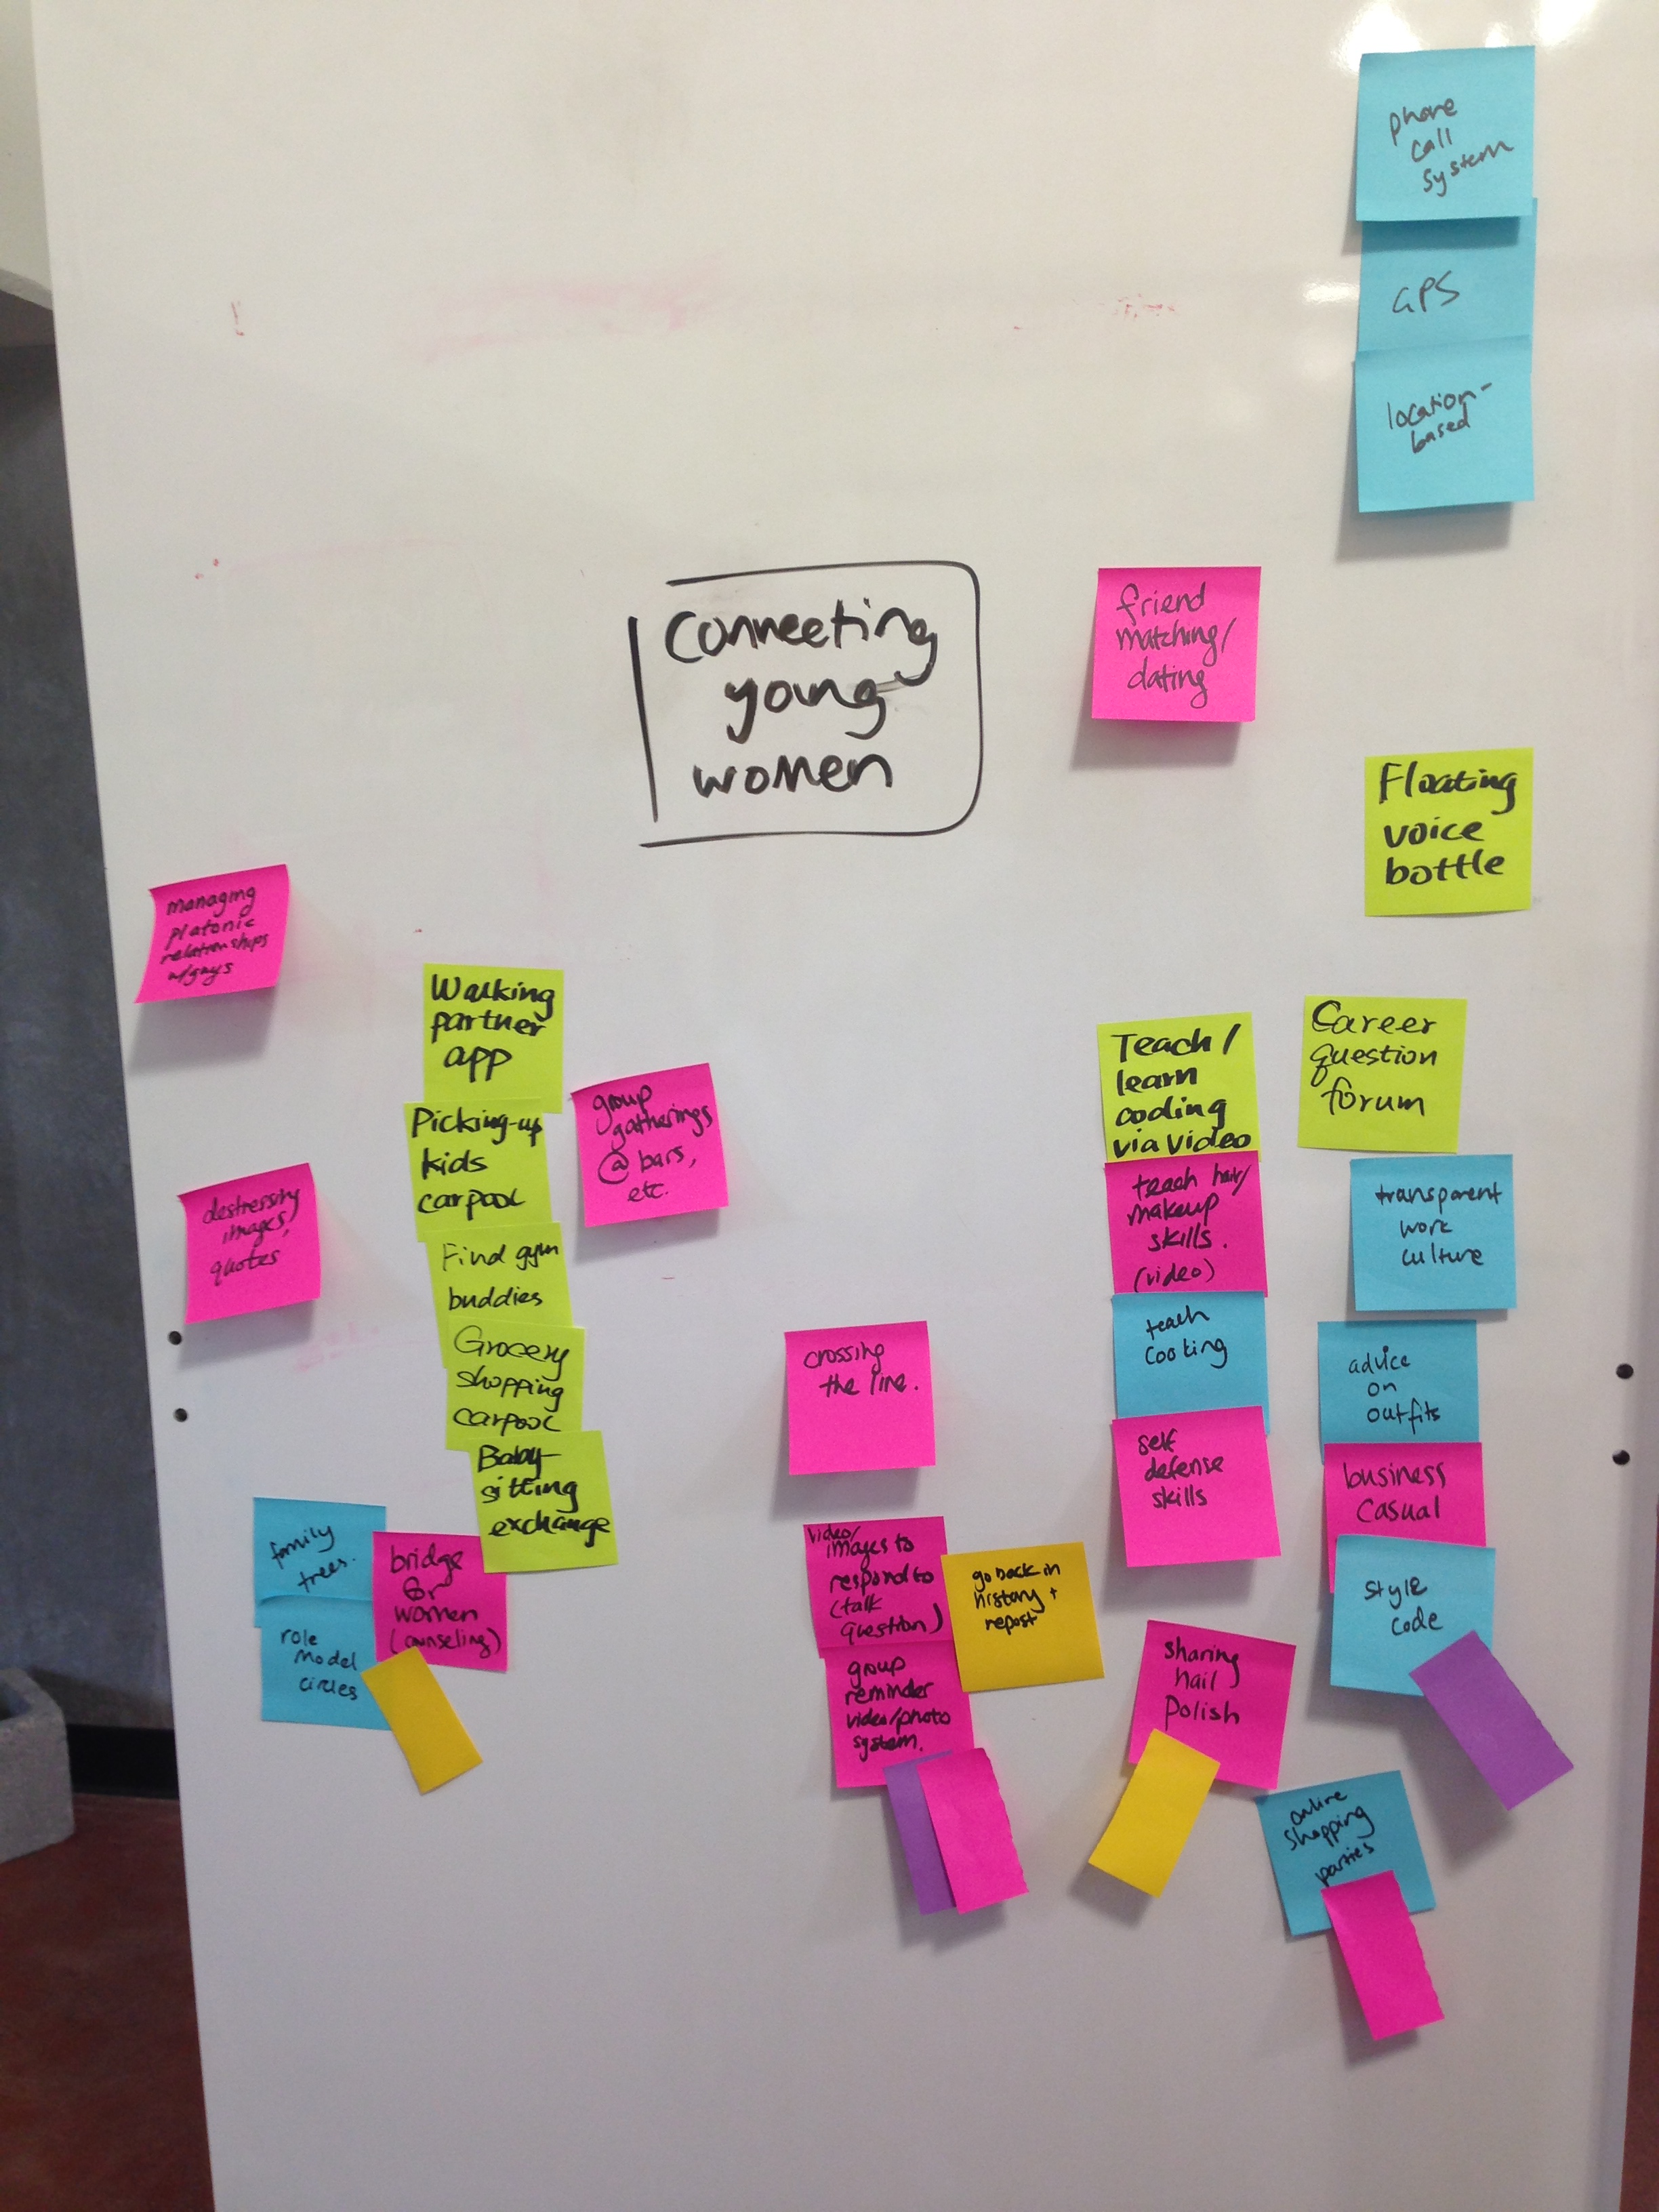 phone
call
system
GPS
location-
based
Connecting
young
women
friend
matching/
dating
Floating
voice
bottle
managing
platonic
relationships
w/guys
Walking
partner
app
Picking-up
kids
carpool
Find gym
buddies
Grocery
shopping
carpool
Baby-
sitting
exchange
group
gatherings
@ bars,
etc.
destressing
images,
quotes
family
trees.
role
model
circles
bridge
for
women
(counseling)
crossing
the line.
video/
images to
respond to
(talk
question)
go back in
history +
repost
group
reminder
video/photo
system.
Teach/
learn
coding
via video
teach hair/
makeup
skills.
(video)
teach
cooking
self
defense
skills
sharing
nail
polish
Career
question
forum
transparent
work
culture
advice
on
outfits
business
casual
style
code
online
shopping
parties